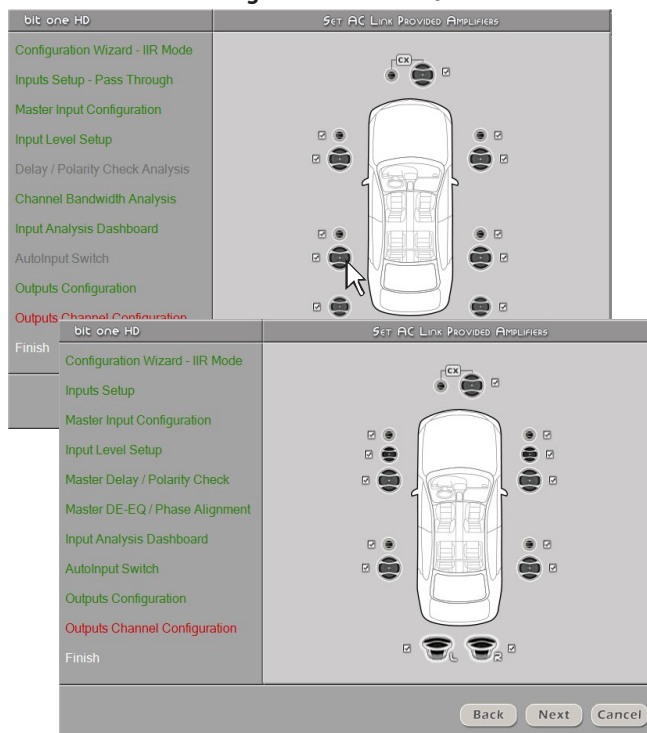 bit one HD
Set AC Link Provided Amplifiers
Configuration Wizard - IIR Mode
Inputs Setup - Pass Through
Master Input Configuration
Input Level Setup
Delay / Polarity Check Analysis
Channel Bandwidth Analysis
Input Analysis Dashboard
AutoInput Switch
Outputs Configuration
Outputs Channel Configuration
Finish
CX
bit one HD
Set AC Link Provided Amplifiers
Configuration Wizard - IIR Mode
Inputs Setup
Master Input Configuration
Input Level Setup
Master Delay / Polarity Check
Master DE-EQ / Phase Alignment
Input Analysis Dashboard
AutoInput Switch
Outputs Configuration
Outputs Channel Configuration
Finish
CX
L
R
Back
Next
Cancel